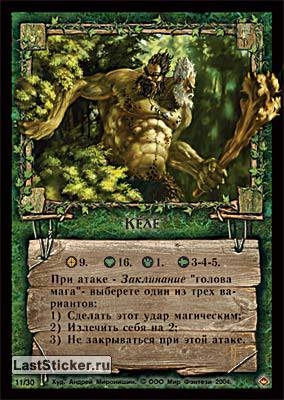 Кёле
9. 16. 1. 3-4-5.
При атаке - Заклинание "голова
мага"- выберете один из трех ва-
риантов:
1) Сделать этот удар магическим;
2) Излечить себя на 2;
3) Не закрываться при этой атаке.
LastSticker.ru
11/30 Худ. Андрей Миронишин. © ООО Мир Фэнтези 2004.